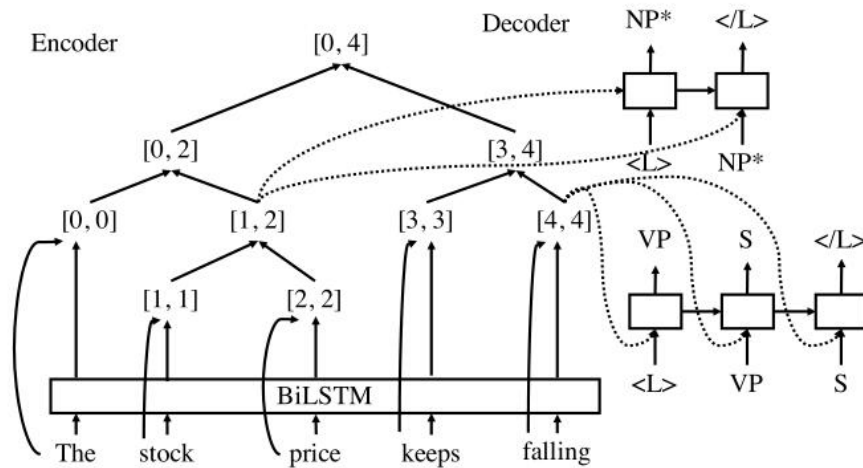 Encoder
Decoder
NP* </L>
[0, 4]
[0, 2] [3, 4]
<L> NP*
[0, 0] [1, 2] [3, 3] [4, 4]
VP S </L>
[1, 1] [2, 2]
BiLSTM
<L> VP S
The stock price keeps falling